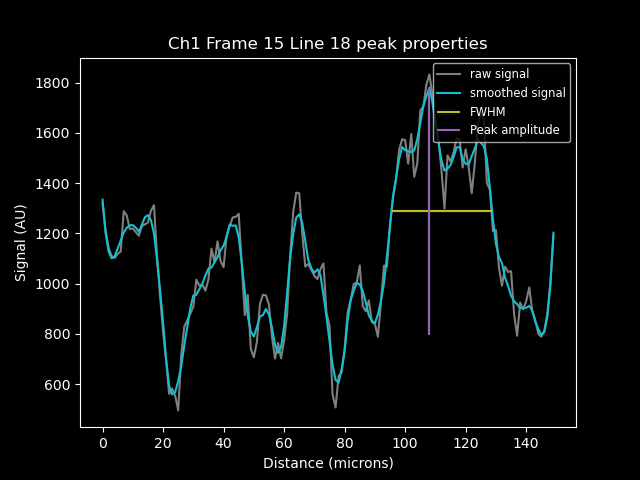 Ch1 Frame 15 Line 18 peak properties
raw signal
smoothed signal
FWHM
Peak amplitude
Signal (AU)
1800
1600
1400
1200
1000
800
600
0 20 40 60 80 100 120 140
Distance (microns)